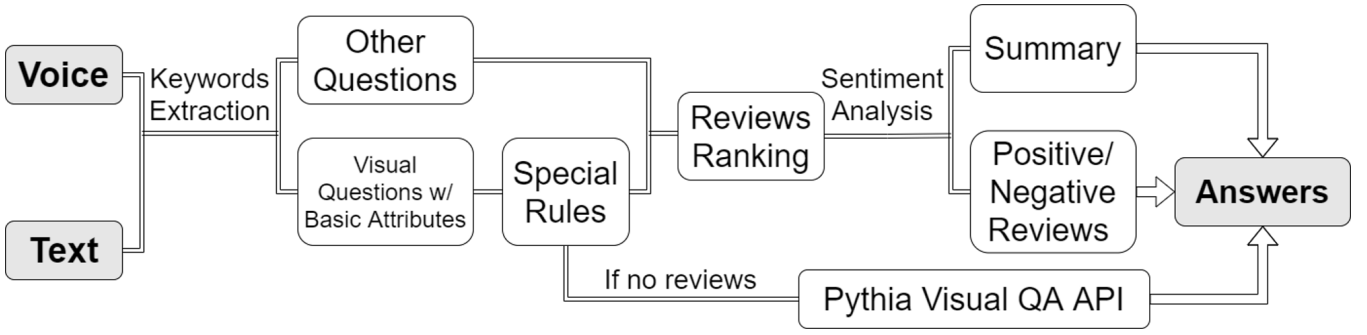 Voice
Text
Keywords
Extraction
Other
Questions
Visual
Questions w/
Basic Attributes
Special
Rules
If no reviews
Reviews
Ranking
Sentiment
Analysis
Summary
Positive/
Negative
Reviews
Pythia Visual QA API
Answers